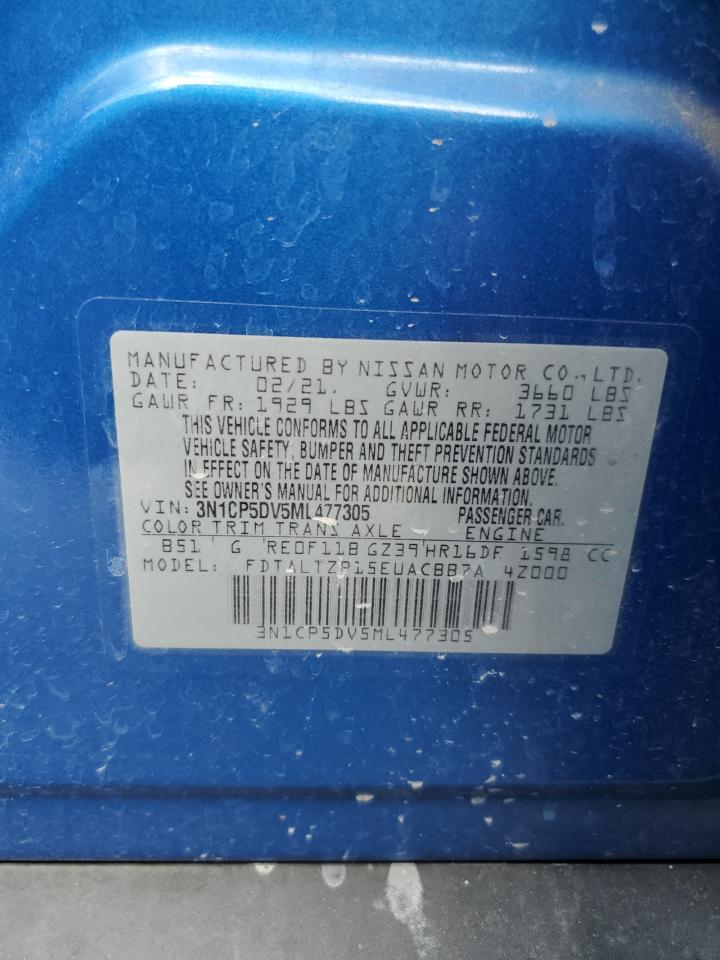 MANUFACTURED BY NISSAN MOTOR CO., LTD.
DATE: 02/21. GVWR: 3660 LBS
GAWR FR: 1929 LBS GAWR RR: 1731 LBS
THIS VEHICLE CONFORMS TO ALL APPLICABLE FEDERAL MOTOR
VEHICLE SAFETY, BUMPER AND THEFT PREVENTION STANDARDS
IN EFFECT ON THE DATE OF MANUFACTURE SHOWN ABOVE.
SEE OWNER'S MANUAL FOR ADDITIONAL INFORMATION.
VIN: 3N1CP5DV5ML477305 PASSENGER CAR.
COLOR TRIM TRANS AXLE ENGINE
B51 G RE0F11B GZ39 HR16DE 1598 CC
MODEL: FDTALTZP15EUACBB7A 4Z000
3N1CP5DV5ML477305